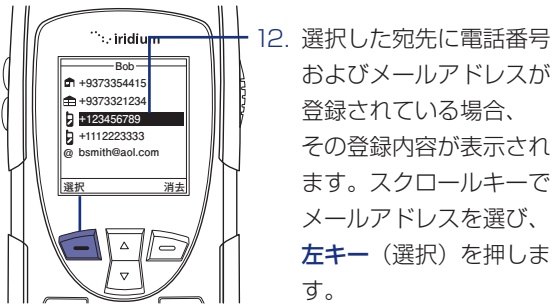 iridium
Bob
+9373354415
+9373321234
+123456789
+1112223333
@ bsmith@aol.com
選択 消去
12. 選択した宛先に電話番号
およびメールアドレスが
登録されている場合、
その登録内容が表示され
ます。スクロールキーで
メールアドレスを選び、
左キー（選択）を押しま
す。